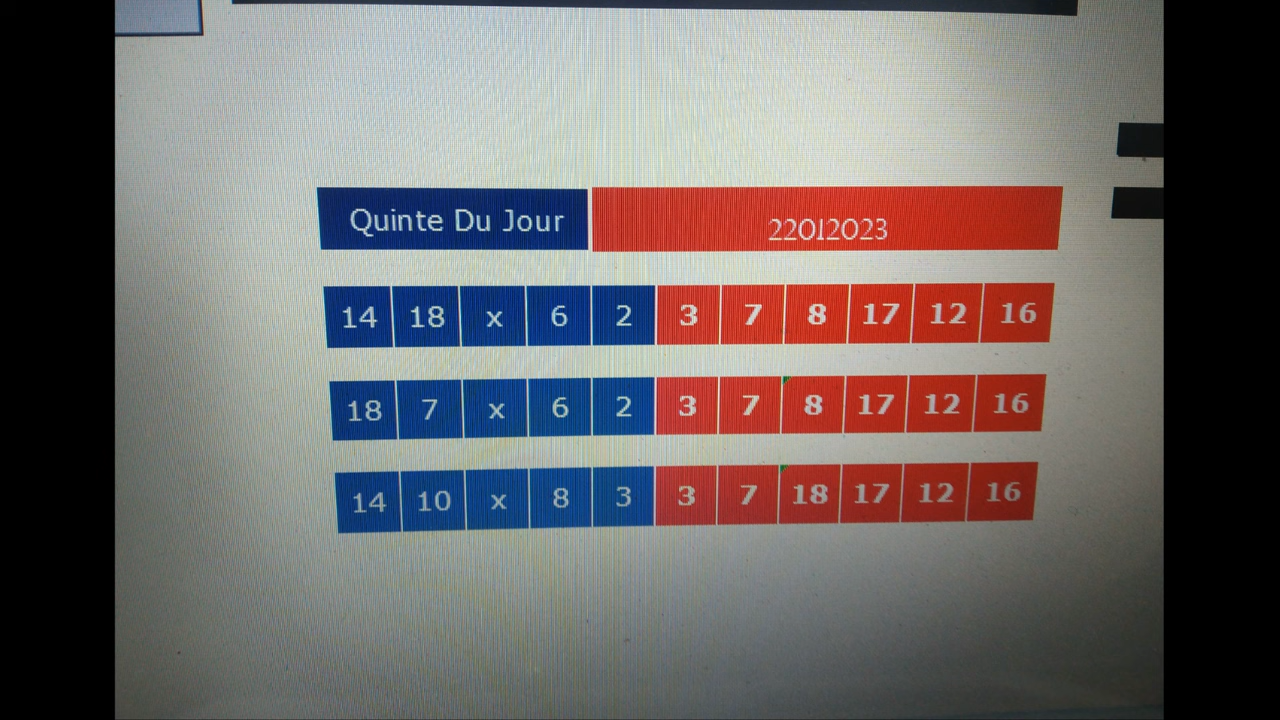 Quinte Du Jour 22012023
14 18 x 6 2 3 7 8 17 12 16
18 7 x 6 2 3 7 8 17 12 16
14 10 x 8 3 3 7 18 17 12 16